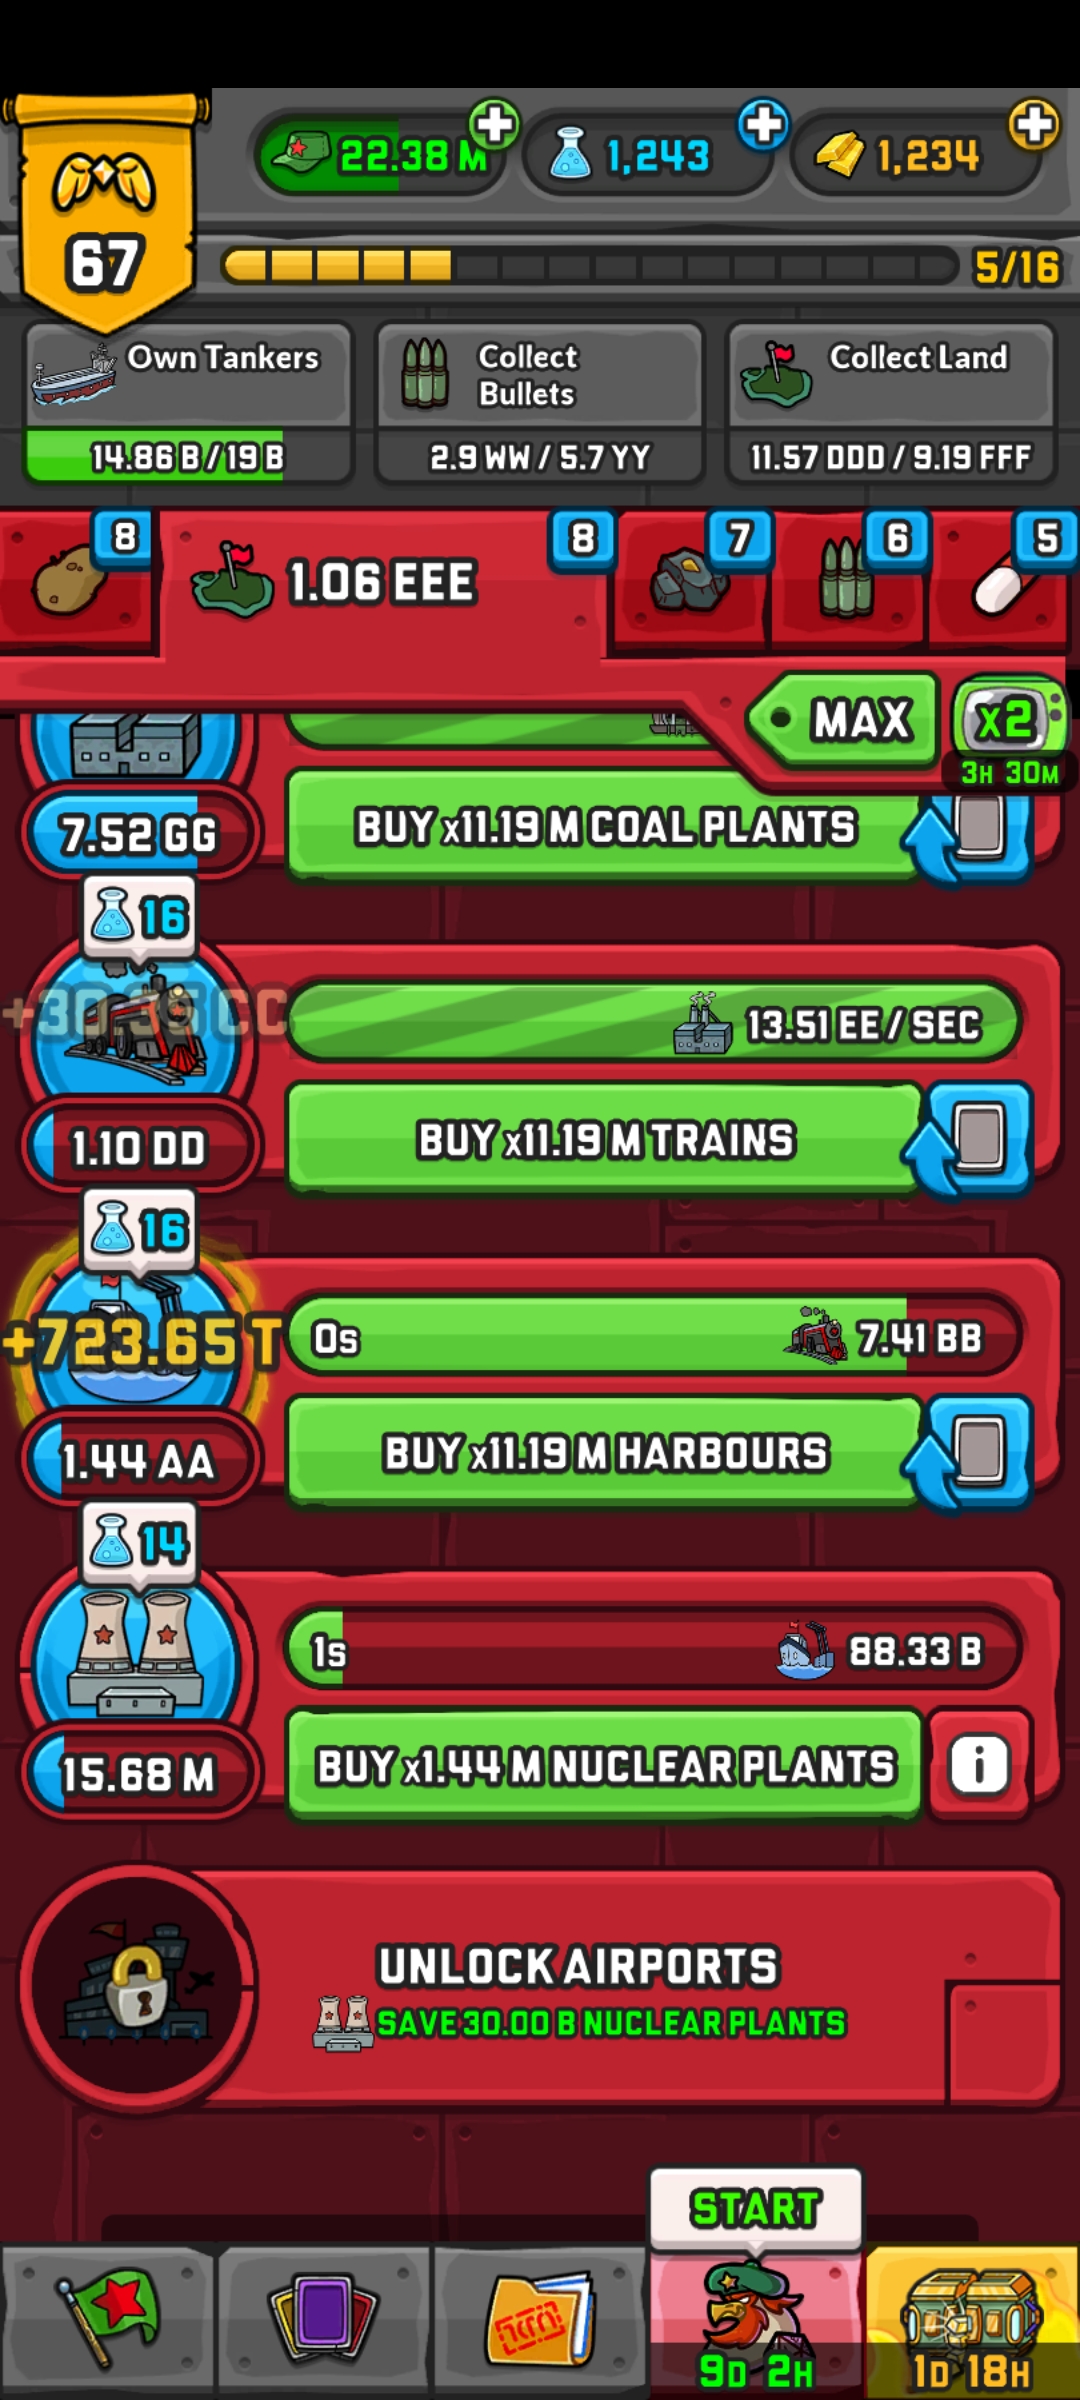 22.38 M
1,243
1,234
67
5/16
Own Tankers
14.86 B / 19 B
Collect
Bullets
2.9 WW / 5.7 YY
Collect Land
11.57 DDD / 9.19 FFF
8
1.06 EEE
8
7
6
5
MAX
x2
3H 30M
7.52 GG
BUY x11.19 M COAL PLANTS
16
13.51 EE / SEC
1.10 DD
BUY x11.19 M TRAINS
16
+723.65 T
0s
7.41 BB
1.44 AA
BUY x11.19 M HARBOURS
14
1s
88.33 B
15.68 M
BUY x1.44 M NUCLEAR PLANTS
i
UNLOCK AIRPORTS
SAVE 30.00 B NUCLEAR PLANTS
START
9D 2H
1D 18H